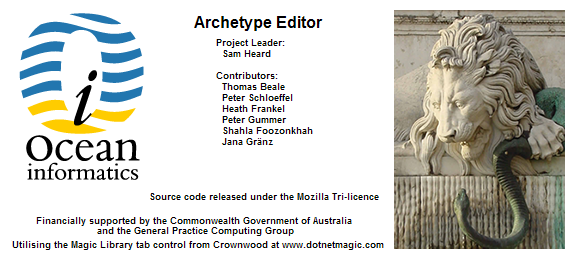 Archetype Editor
Project Leader:
Sam Heard
Contributors:
Thomas Beale
Peter Schloeffel
Heath Frankel
Peter Gummer
Shahla Foozonkhah
Jana Gränz
i
Ocean
informatics
Source code released under the Mozilla Tri-licence
Financially supported by the Commonwealth Government of Australia
and the General Practice Computing Group
Utilising the Magic Library tab control from Crownwood at www.dotnetmagic.com